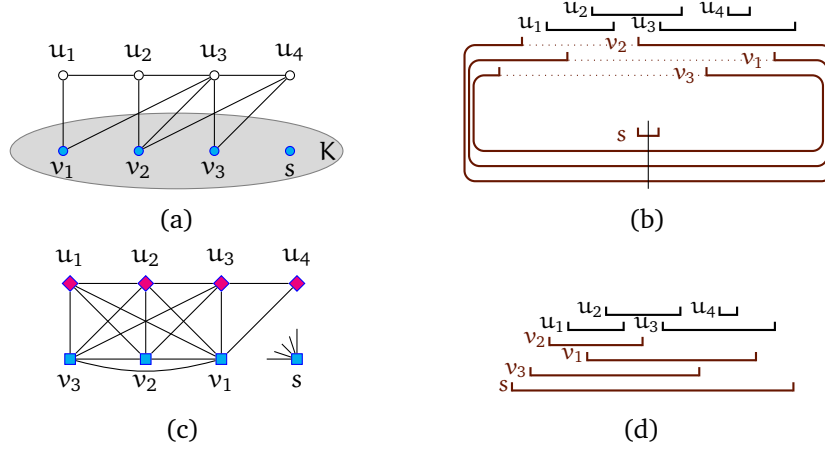 u₁ u₂ u₃ u₄
v₁ v₂ v₃ s K
(a)
u₂ u₄
u₁ u₃
v₂
v₁
v₃
s
(b)
u₁ u₂ u₃ u₄
v₃ v₂ v₁ s
(c)
u₂ u₄
u₁ u₃
v₂
v₁
v₃
s
(d)